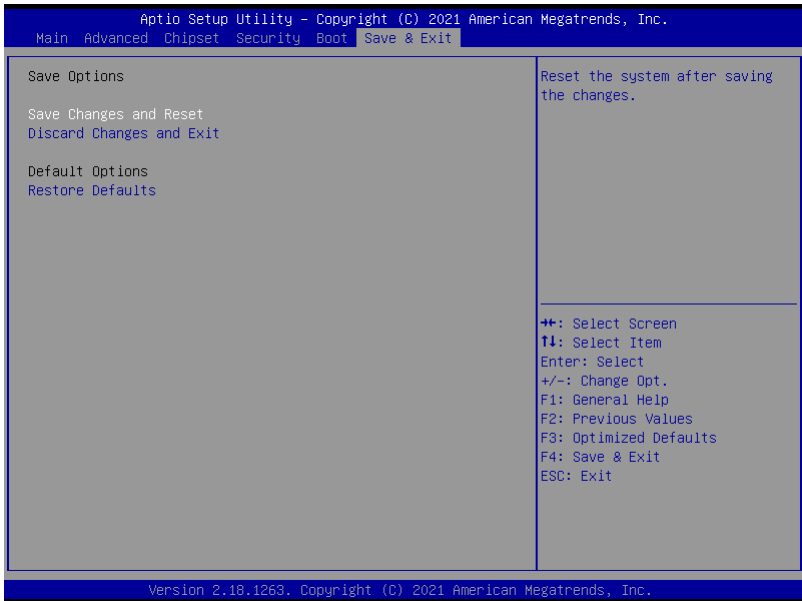 Aptio Setup Utility – Copyright (C) 2021 American Megatrends, Inc.
Main Advanced Chipset Security Boot Save & Exit
Save Options
Save Changes and Reset
Discard Changes and Exit
Default Options
Restore Defaults
Reset the system after saving
the changes.
→←: Select Screen
↑↓: Select Item
Enter: Select
+/-: Change Opt.
F1: General Help
F2: Previous Values
F3: Optimized Defaults
F4: Save & Exit
ESC: Exit
Version 2.18.1263. Copyright (C) 2021 American Megatrends, Inc.